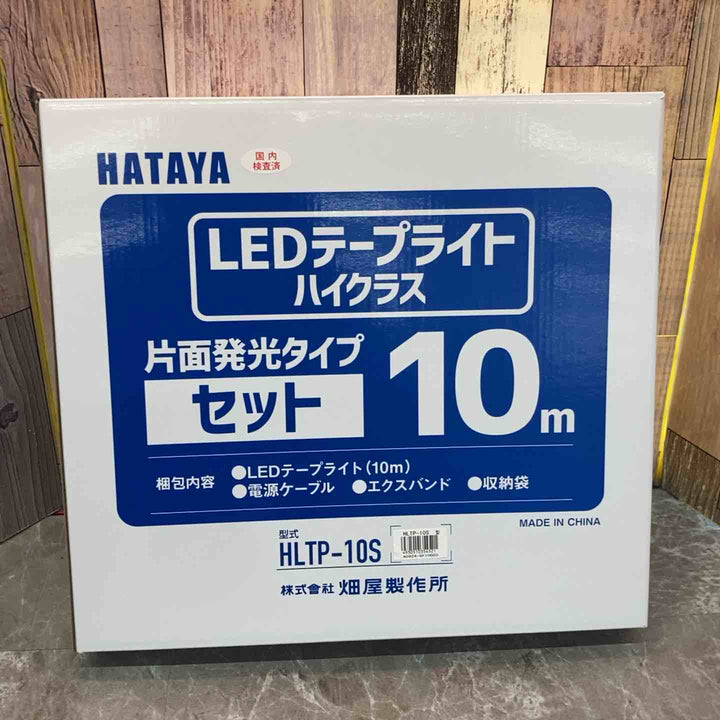 HATAYA
国内
検査済
LEDテープライト
ハイクラス
片面発光タイプ
セット
10m
梱包内容
●LEDテープライト(10m)
●電源ケーブル ●エクスバンド ●収納袋
MADE IN CHINA
型式
HLTP-10S
HLTP-10S 型
株式会社 畑屋製作所